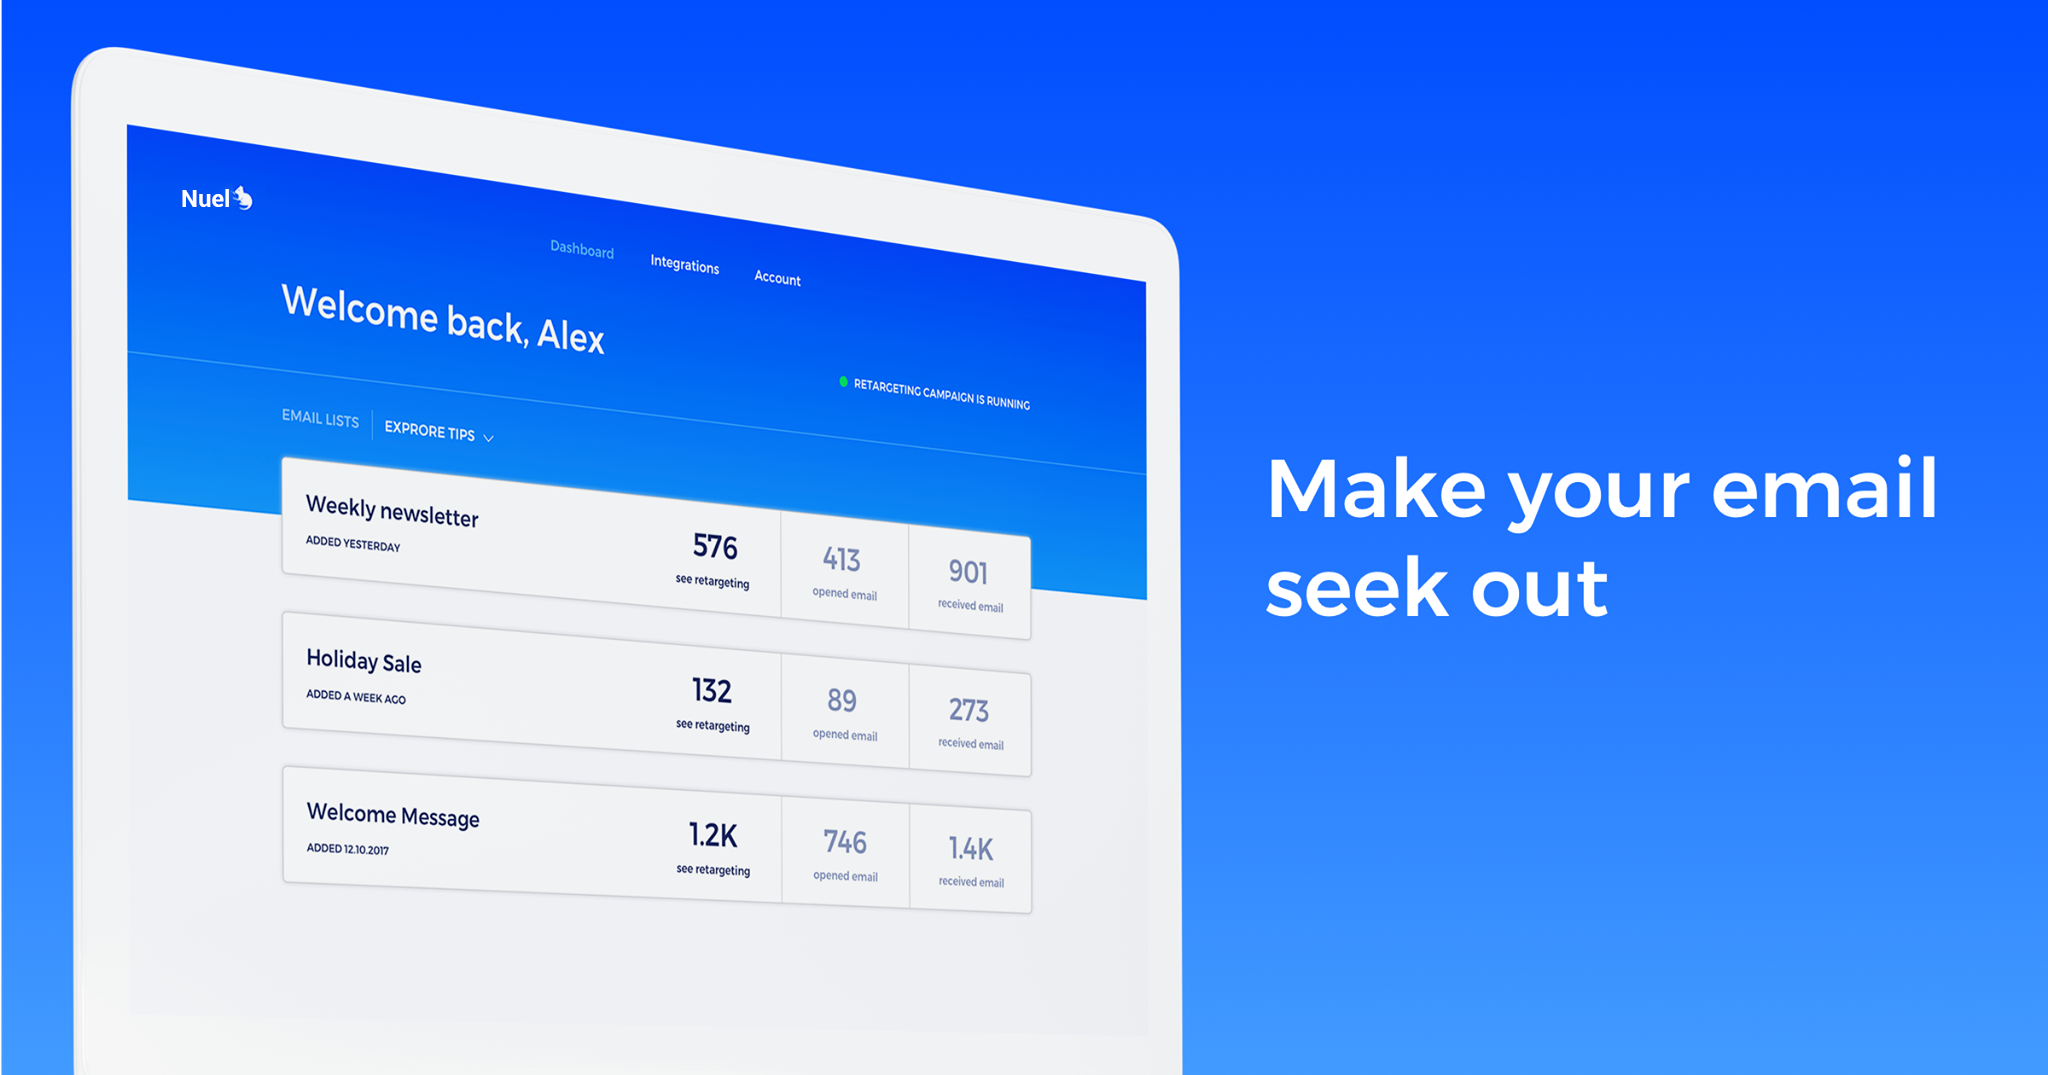 Nuel
Dashboard Integrations Account
Welcome back, Alex
RETARGETING CAMPAIGN IS RUNNING
EMAIL LISTS EXPRORE TIPS
Weekly newsletter
ADDED YESTERDAY
576
see retargeting
413
opened email
901
received email
Holiday Sale
ADDED A WEEK AGO
132
see retargeting
89
opened email
273
received email
Welcome Message
ADDED 12.10.2017
1.2K
see retargeting
746
opened email
1.4K
received email
Make your email
seek out